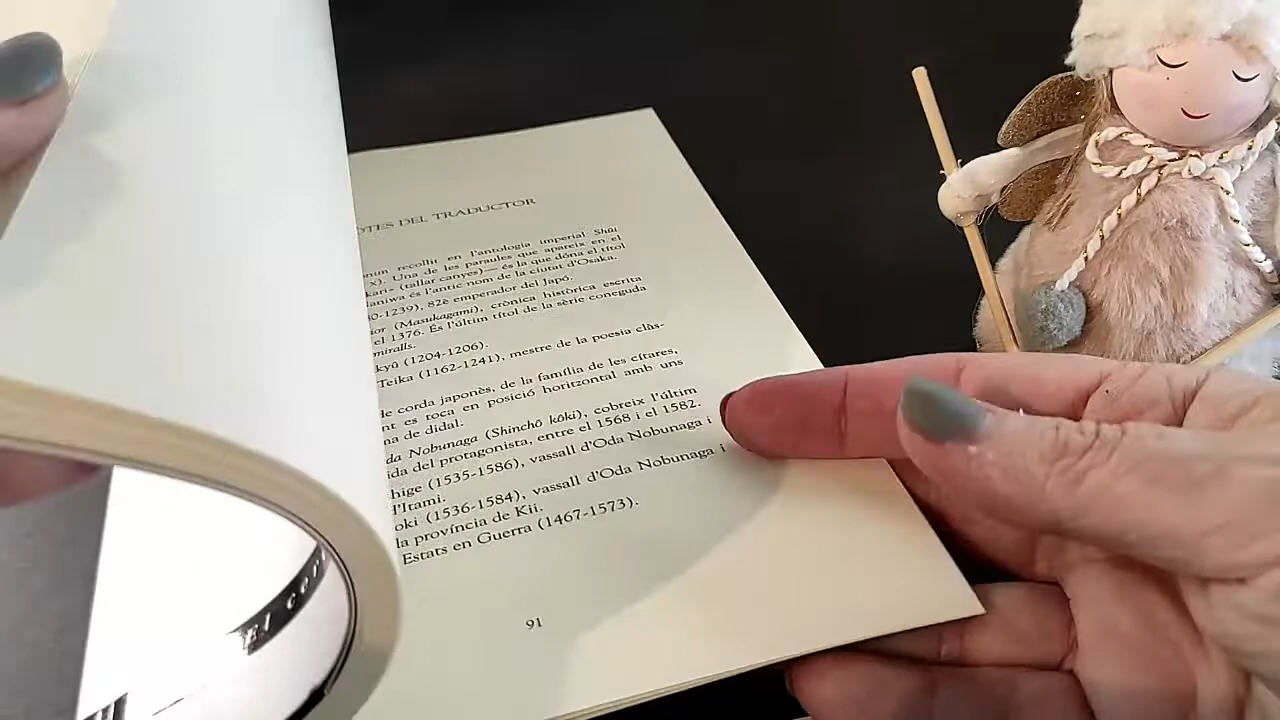 OTES DEL TRADUCTOR
num recollit en l'antologia imperial Shūi
X). Una de les paraules que apareix en el
kari- (tallar canyes)— és la que dóna el títol
Naniwa és l'antic nom de la ciutat d'Osaka.
0-1239), 82è emperador del Japó.
or (Masukagami), crònica històrica escrita
el 1376. És l'últim títol de la sèrie coneguda
miralls.
kyū (1204-1206).
Teika (1162-1241), mestre de la poesia clàs-
de corda japonès, de la família de les cítares,
nt es toca en posició horitzontal amb uns
na de didal.
da Nobunaga (Shinchō kōki), cobreix l'últim
ida del protagonista, entre el 1568 i el 1582.
hige (1535-1586), vassall d'Oda Nobunaga i
d'Itami.
oki (1536-1584), vassall d'Oda Nobunaga i
la província de Kii.
Estats en Guerra (1467-1573).
91
El